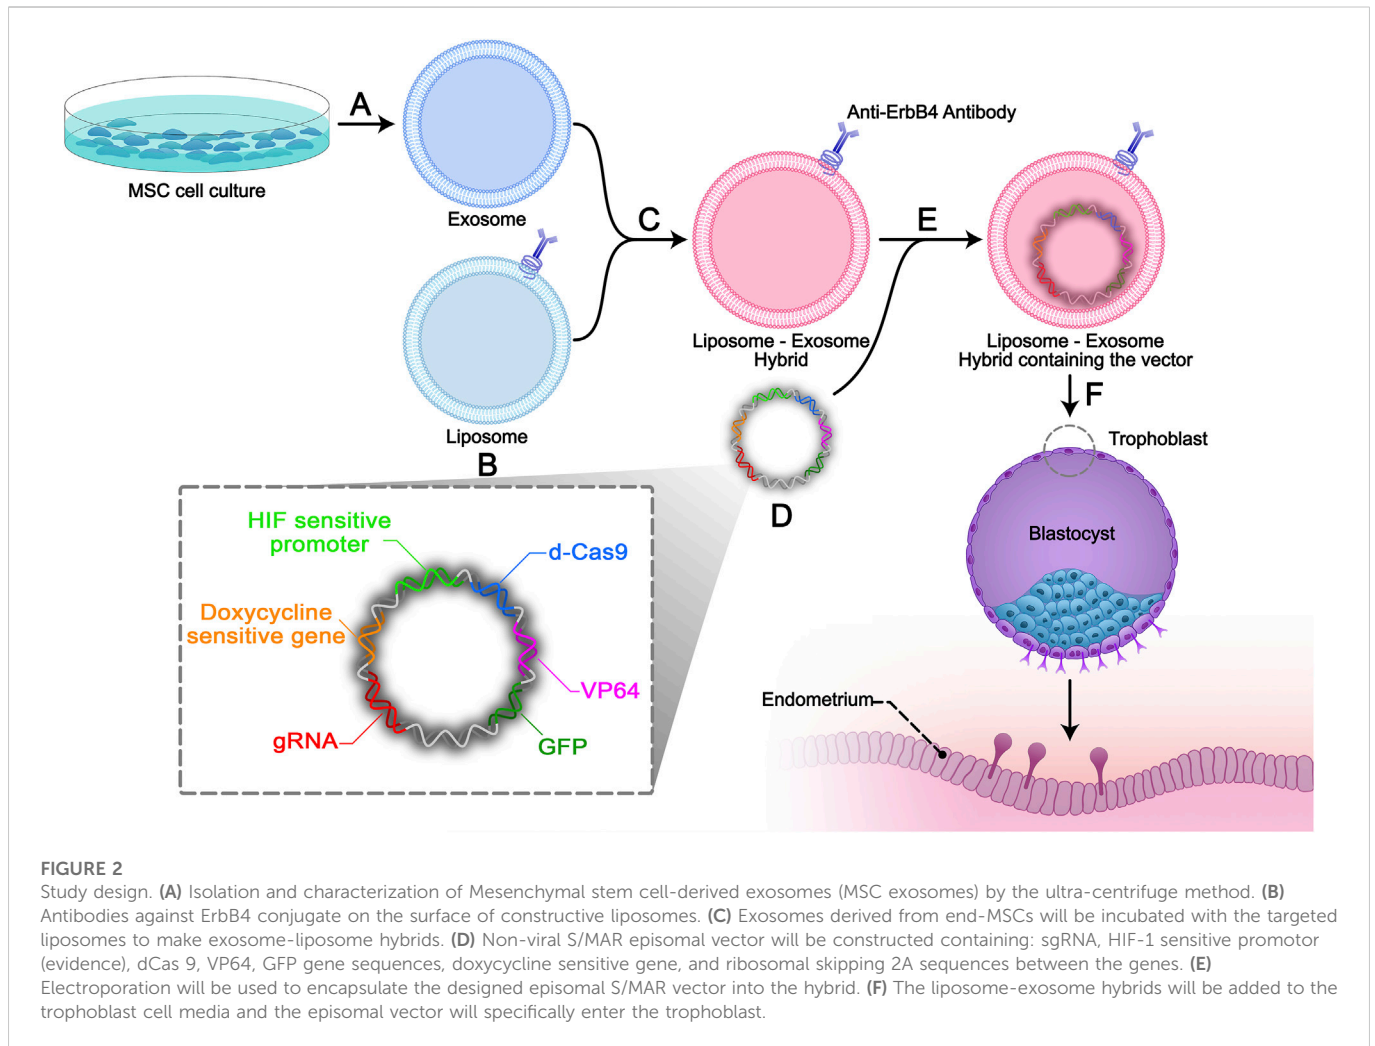 A
MSC cell culture
Exosome
Liposome
B
C
Anti-ErbB4 Antibody
Liposome - Exosome
Hybrid
D
E
Liposome - Exosome
Hybrid containing the vector
F
Trophoblast
Blastocyst
Endometrium
HIF sensitive
promoter
d-Cas9
Doxycycline
sensitive gene
VP64
gRNA
GFP
FIGURE 2
Study design. (A) Isolation and characterization of Mesenchymal stem cell-derived exosomes (MSC exosomes) by the ultra-centrifuge method. (B)
Antibodies against ErbB4 conjugate on the surface of constructive liposomes. (C) Exosomes derived from end-MSCs will be incubated with the targeted
liposomes to make exosome-liposome hybrids. (D) Non-viral S/MAR episomal vector will be constructed containing: sgRNA, HIF-1 sensitive promotor
(evidence), dCas 9, VP64, GFP gene sequences, doxycycline sensitive gene, and ribosomal skipping 2A sequences between the genes. (E)
Electroporation will be used to encapsulate the designed episomal S/MAR vector into the hybrid. (F) The liposome-exosome hybrids will be added to the
trophoblast cell media and the episomal vector will specifically enter the trophoblast.